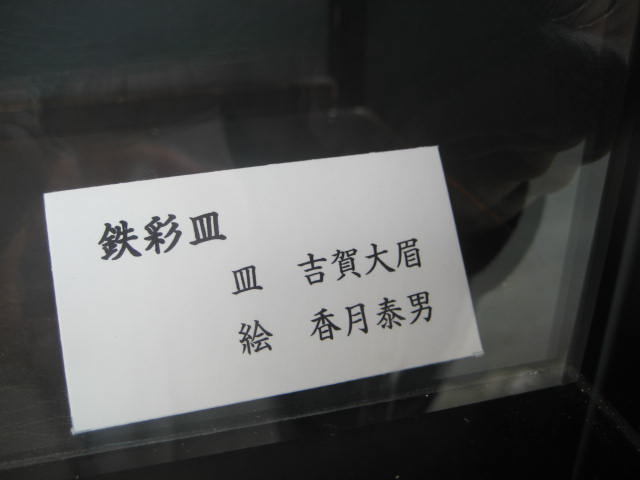 鉄彩皿
皿　吉賀大眉
絵　香月泰男